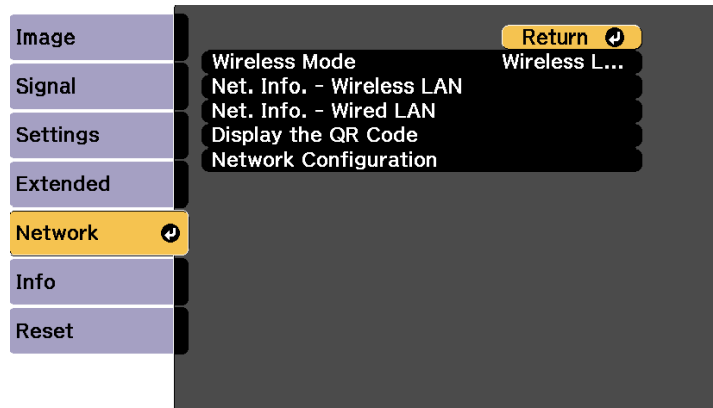 Image
Signal
Settings
Extended
Network
Info
Reset
Return
Wireless Mode Wireless L...
Net. Info. - Wireless LAN
Net. Info. - Wired LAN
Display the QR Code
Network Configuration